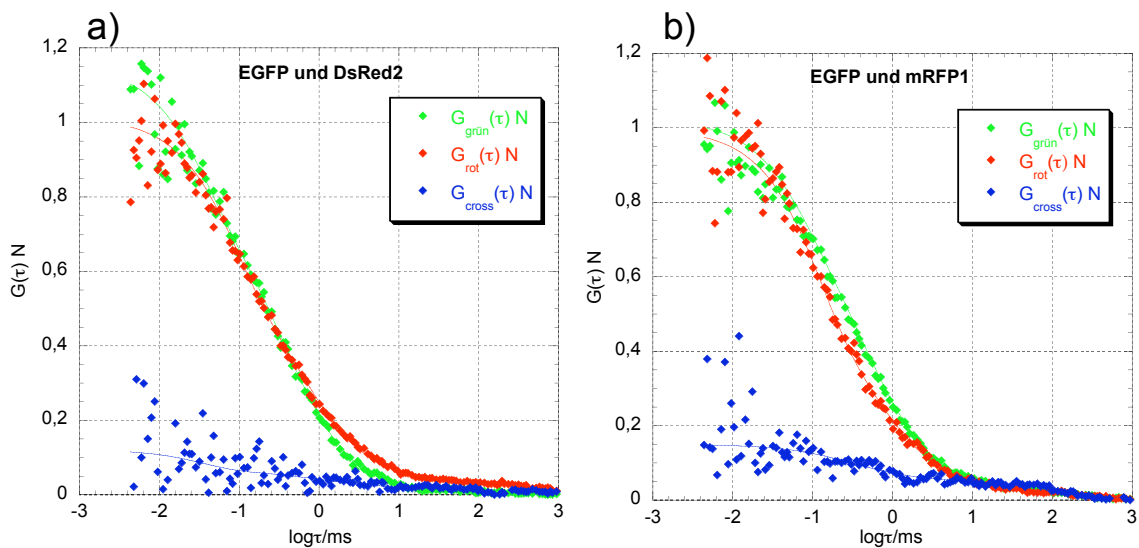 a)
EGFP und DsRed2
G(τ) N
1,2
1
0,8
0,6
0,4
0,2
0
G_grün(τ) N
G_rot(τ) N
G_cross(τ) N
-3 -2 -1 0 1 2 3
logτ/ms
b)
EGFP und mRFP1
G(τ) N
1,2
1
0,8
0,6
0,4
0,2
0
G_grün(τ) N
G_rot(τ) N
G_cross(τ) N
-3 -2 -1 0 1 2 3
logτ/ms